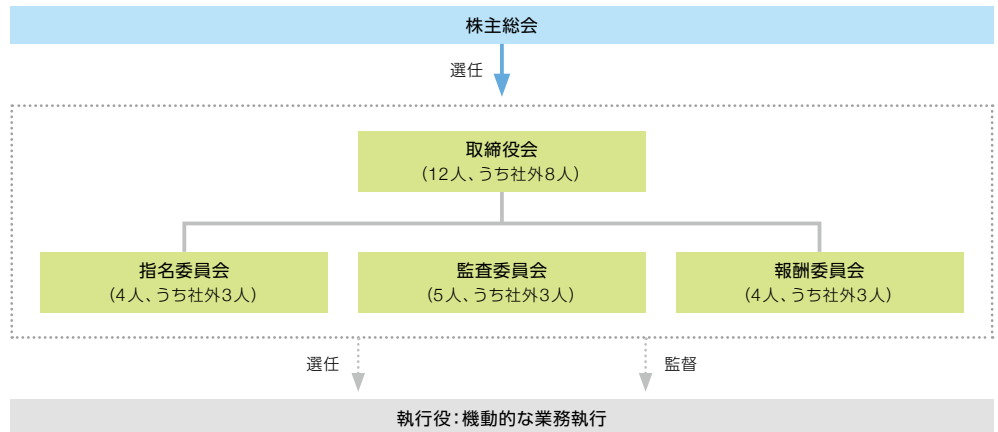 株主総会
選任
取締役会
(12人、うち社外8人)
指名委員会
(4人、うち社外3人)
監査委員会
(5人、うち社外3人)
報酬委員会
(4人、うち社外3人)
選任
監督
執行役：機動的な業務執行